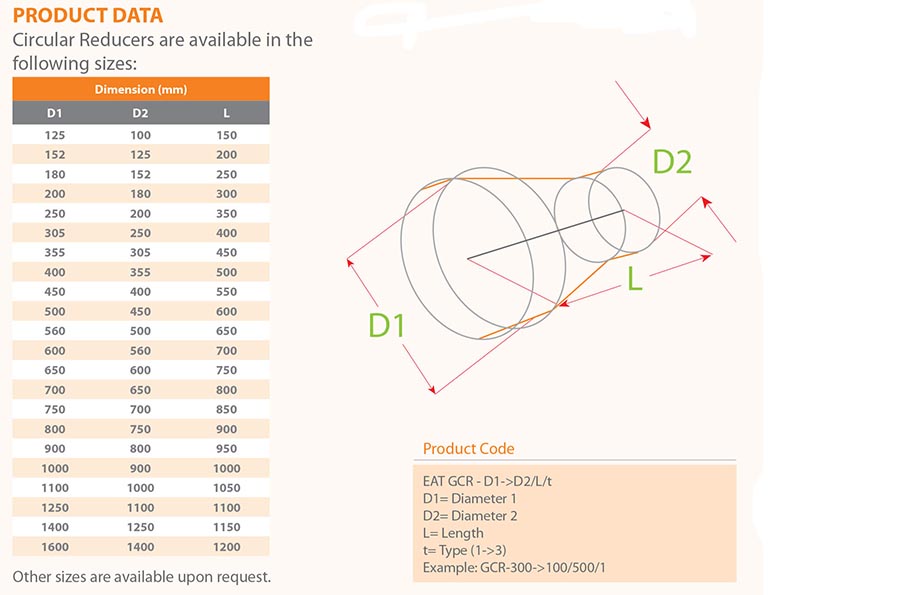 PRODUCT DATA
Circular Reducers are available in the
following sizes:
Dimension (mm)
D1 D2 L
125 100 150
152 125 200
180 152 250
200 180 300
250 200 350
305 250 400
355 305 450
400 355 500
450 400 550
500 450 600
560 500 650
600 560 700
650 600 750
700 650 800
750 700 850
800 750 900
900 800 950
1000 900 1000
1100 1000 1050
1250 1100 1100
1400 1250 1150
1600 1400 1200
Other sizes are available upon request.
D2
L
D1
Product Code
EAT GCR - D1->D2/L/t
D1= Diameter 1
D2= Diameter 2
L= Length
t= Type (1->3)
Example: GCR-300->100/500/1